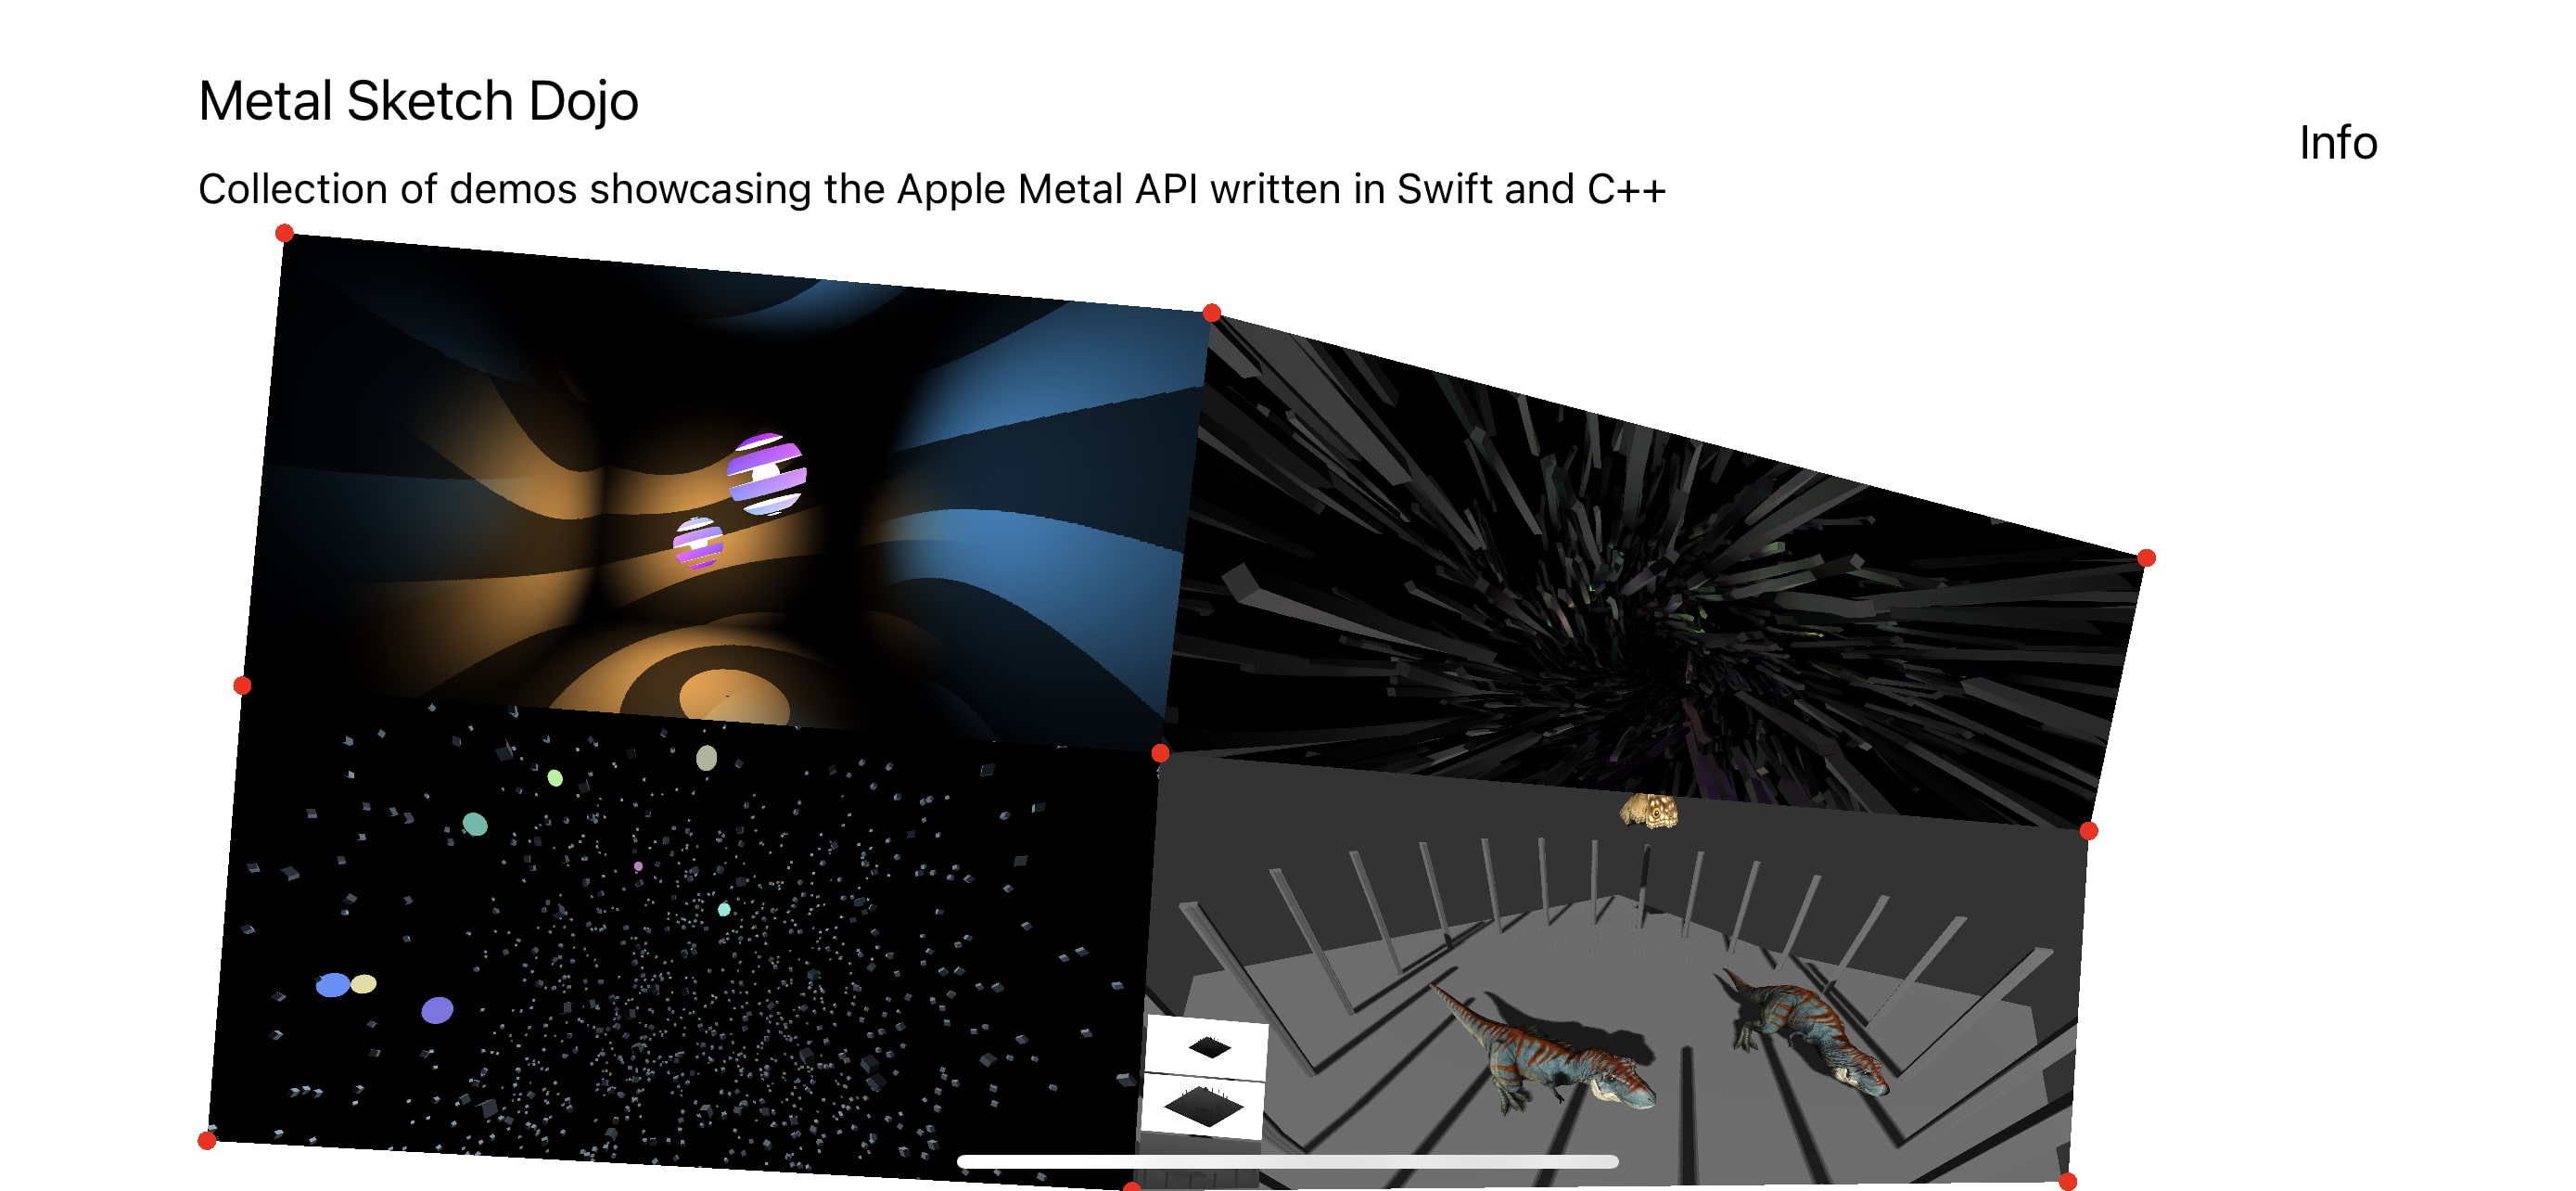 Metal Sketch Dojo
Info
Collection of demos showcasing the Apple Metal API written in Swift and C++